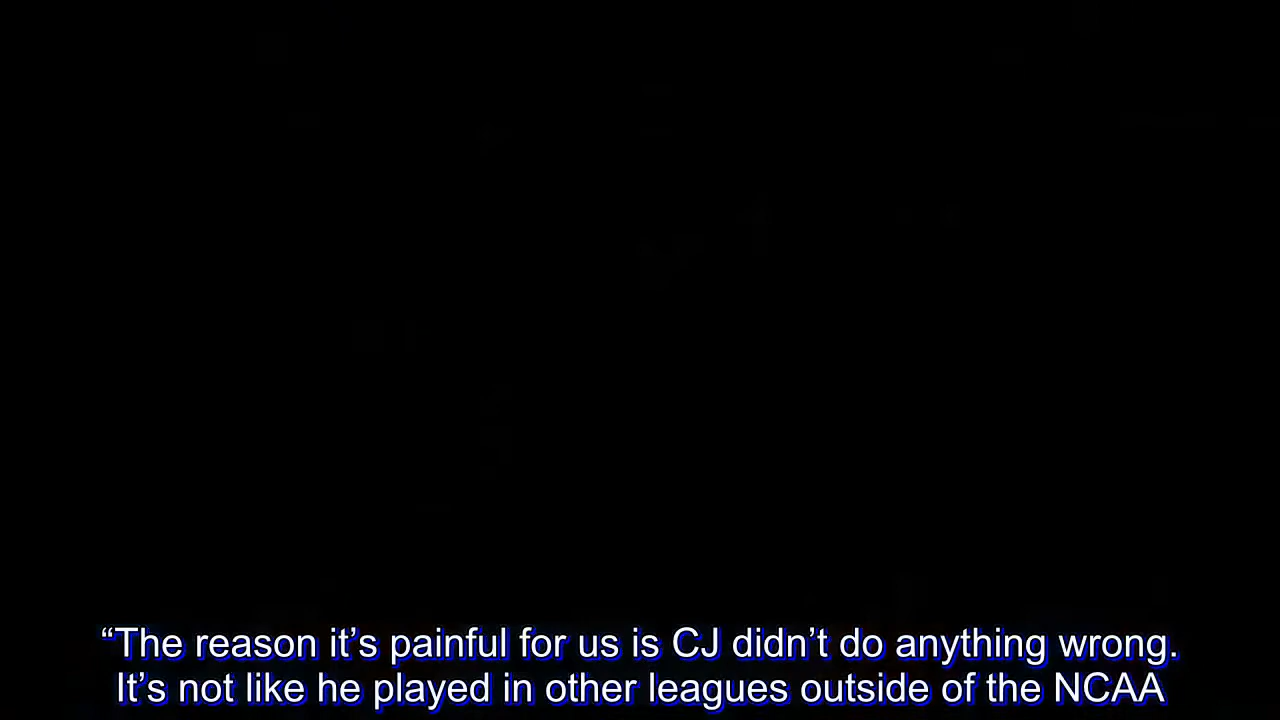 “The reason it’s painful for us is CJ didn’t do anything wrong.
It’s not like he played in other leagues outside of the NCAA